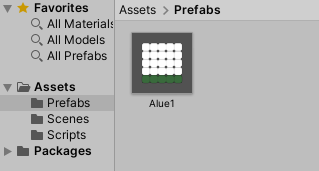 Favorites
All Materials
All Models
All Prefabs
Assets
Prefabs
Scenes
Scripts
Packages
Assets > Prefabs
Alue1